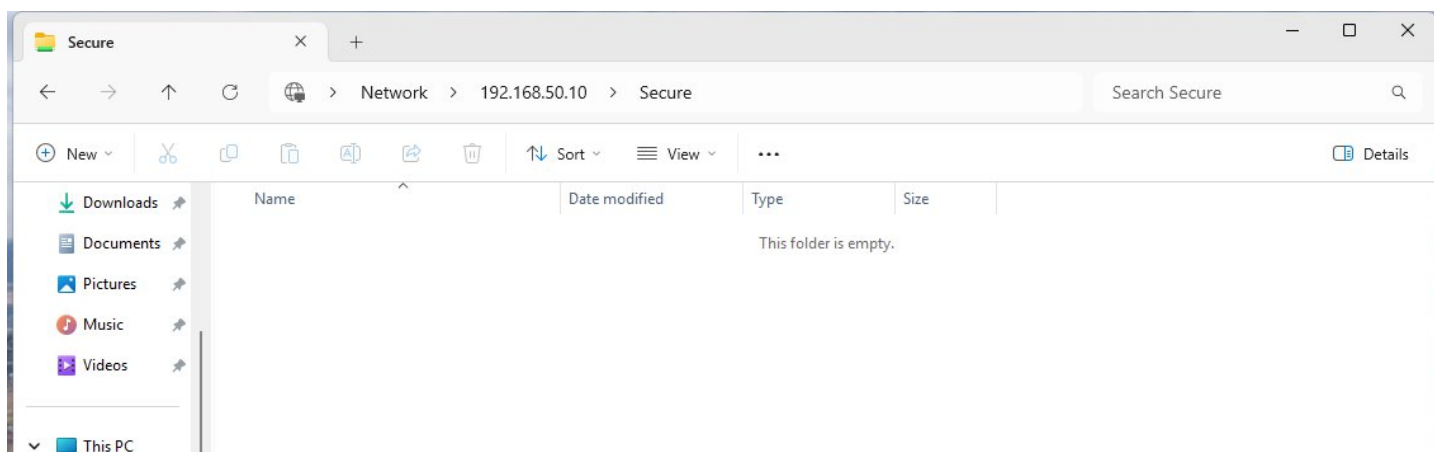 Secure
Network > 192.168.50.10 > Secure
Search Secure
New
Sort
View
Details
Downloads
Documents
Pictures
Music
Videos
This PC
Name
Date modified
Type
Size
This folder is empty.